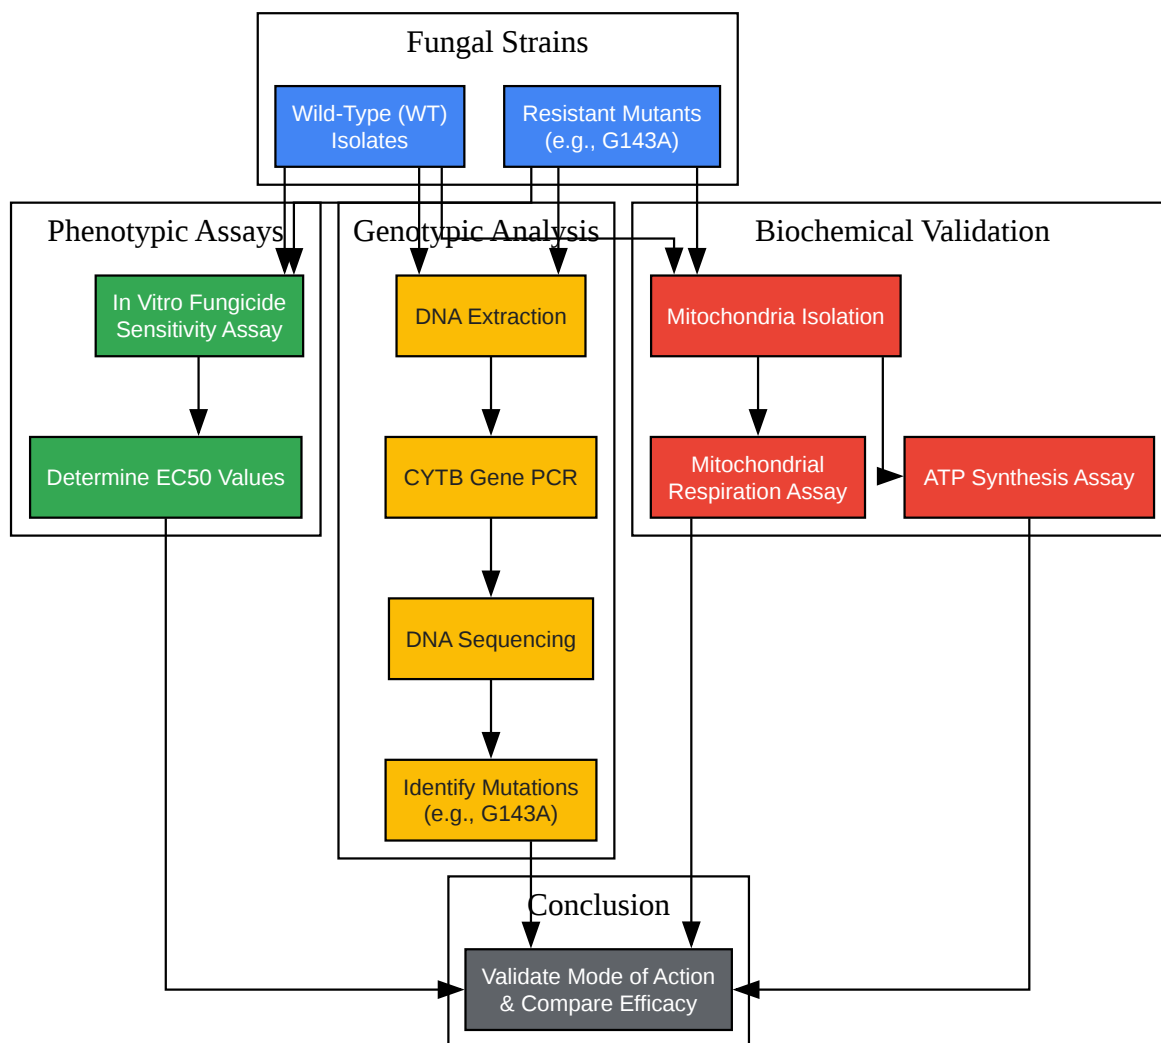 Fungal Strains
Wild-Type (WT)
Isolates
Resistant Mutants
(e.g., G143A)
Phenotypic Assays
Genotypic Analysis
Biochemical Validation
In Vitro Fungicide
Sensitivity Assay
DNA Extraction
Mitochondria Isolation
Determine EC50 Values
CYTB Gene PCR
Mitochondrial
Respiration Assay
ATP Synthesis Assay
DNA Sequencing
Identify Mutations
(e.g., G143A)
Conclusion
Validate Mode of Action
& Compare Efficacy